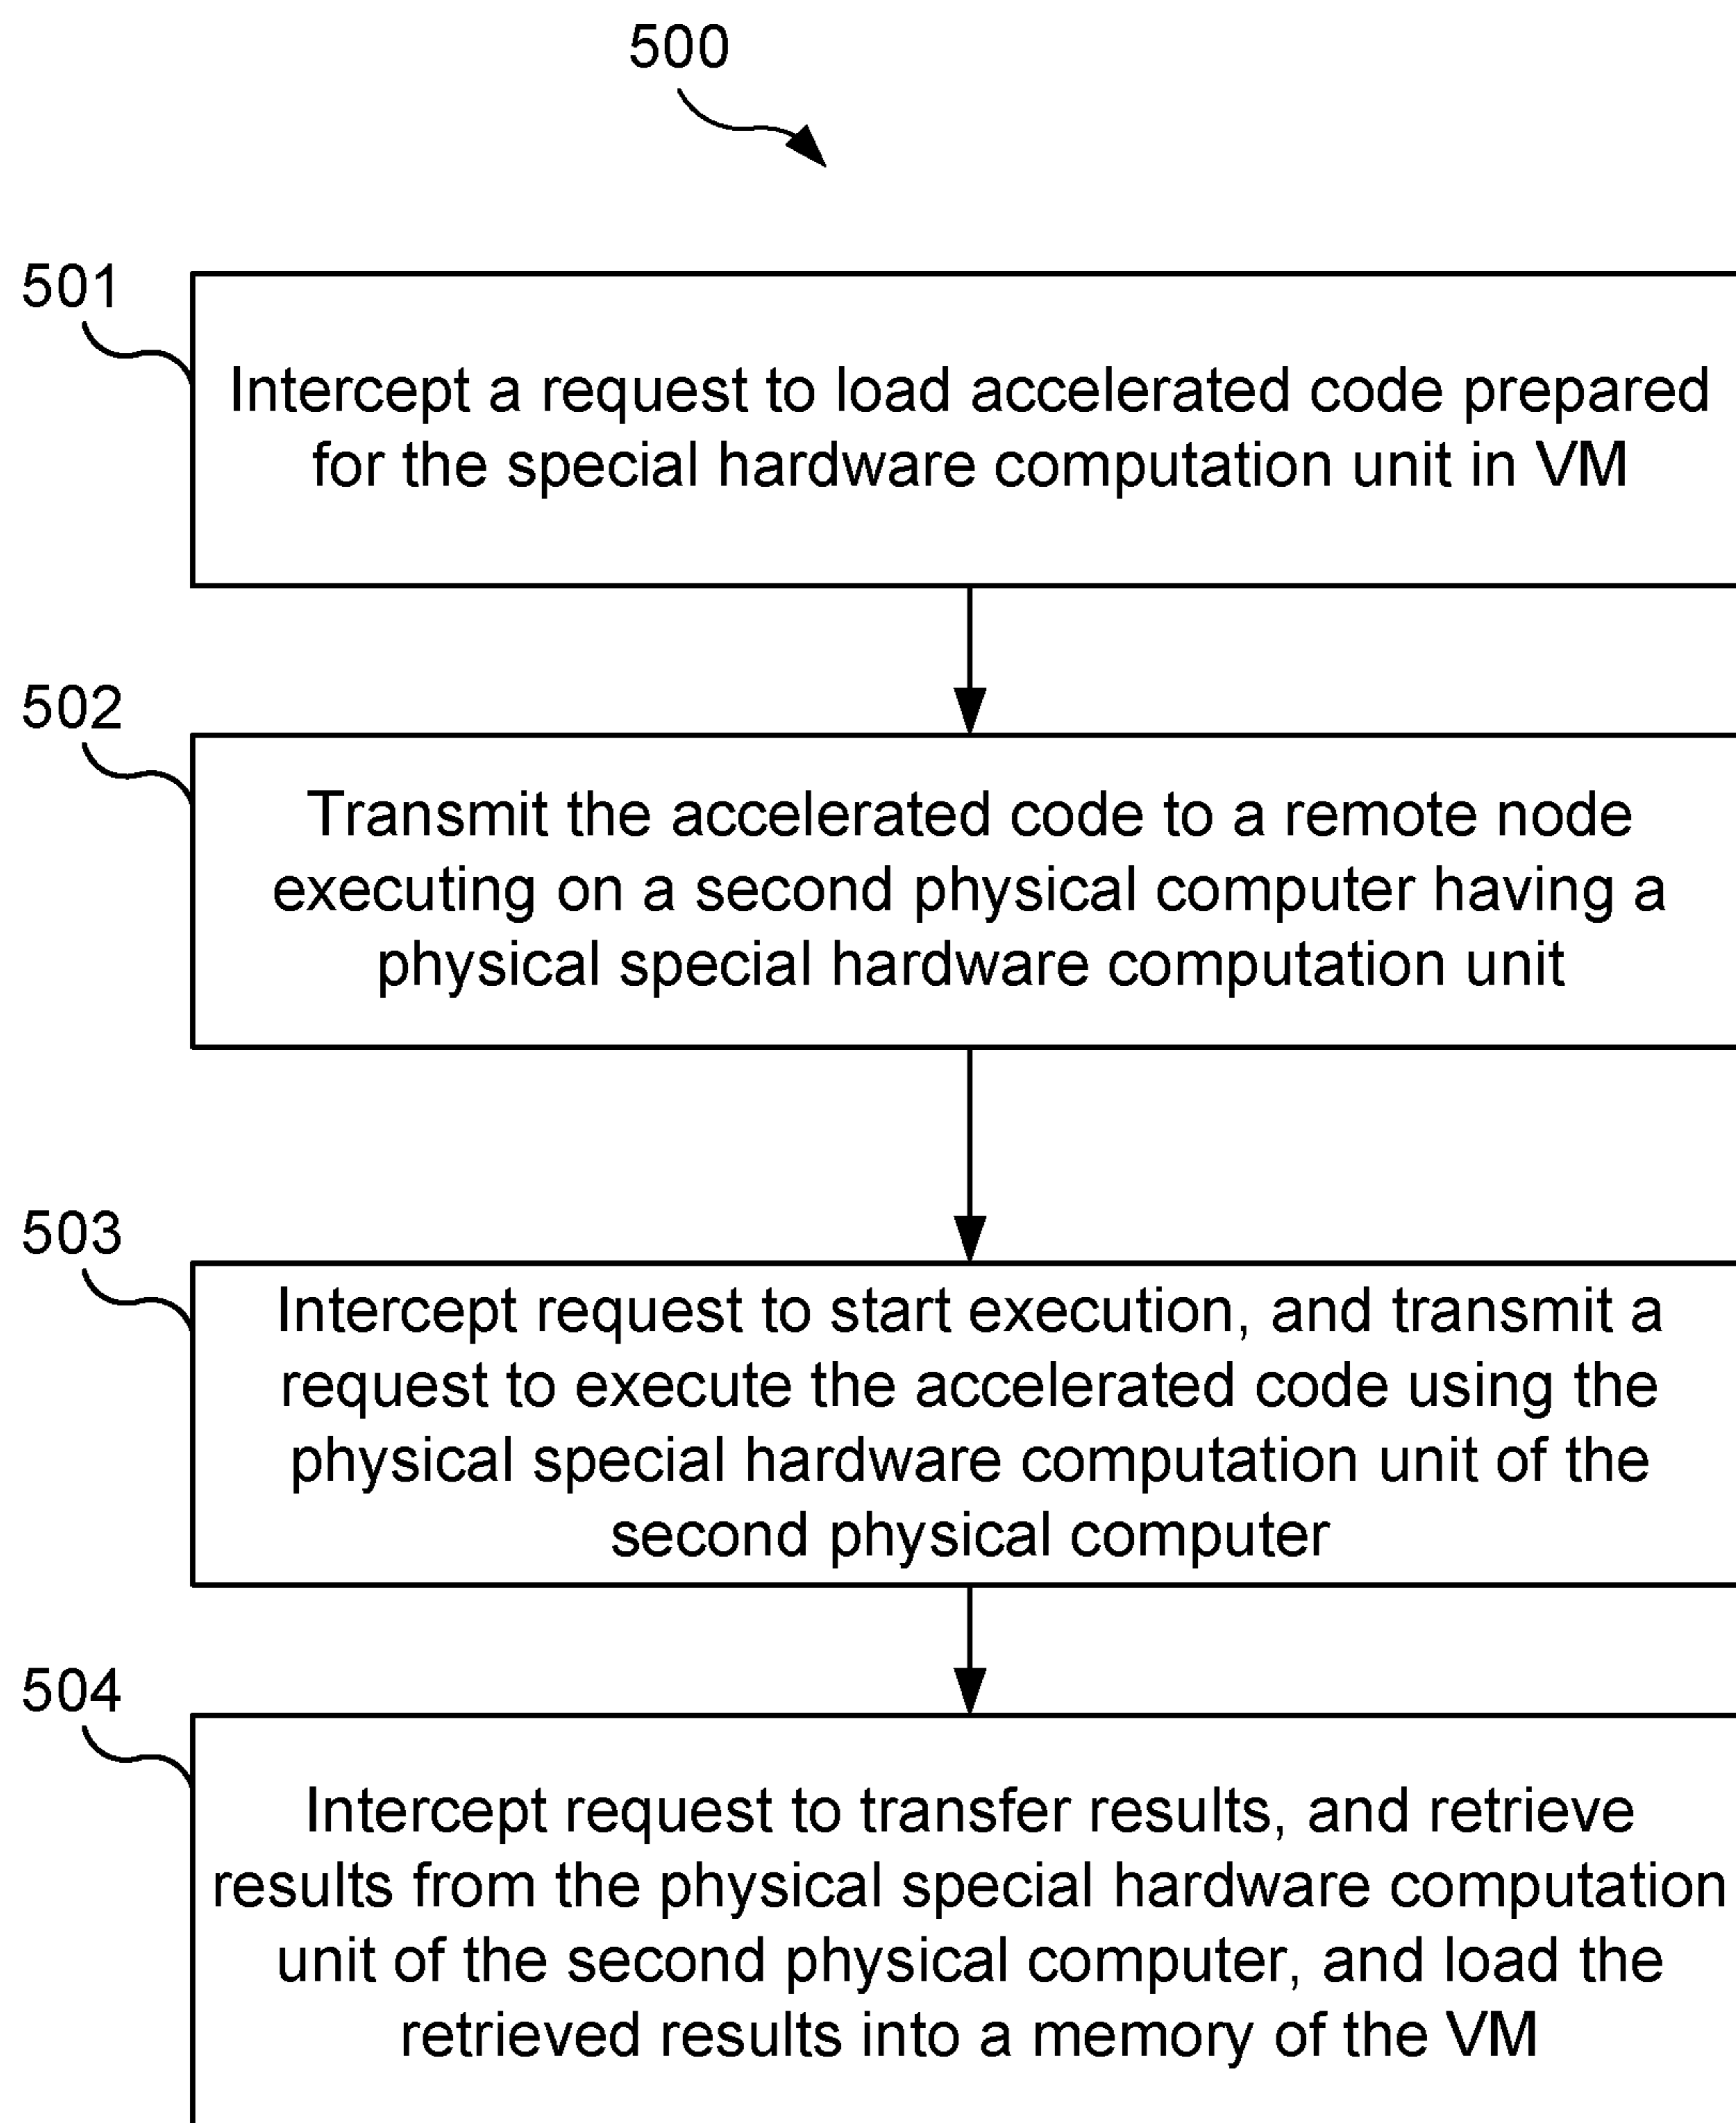 500
501
Intercept a request to load accelerated code prepared
for the special hardware computation unit in VM
502
Transmit the accelerated code to a remote node
executing on a second physical computer having a
physical special hardware computation unit
503
Intercept request to start execution, and transmit a
request to execute the accelerated code using the
physical special hardware computation unit of the
second physical computer
504
Intercept request to transfer results, and retrieve
results from the physical special hardware computation
unit of the second physical computer, and load the
retrieved results into a memory of the VM